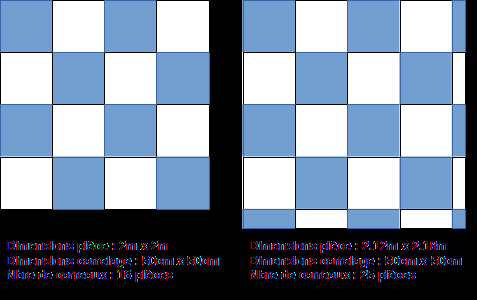 Dimensions pièce : 2m x 2m
Dimensions carrelage : 50cm x 50cm
Nbre de carreaux : 16 pièces
Dimensions pièce : 2.12m x 2.18m
Dimensions carrelage : 50cm x 50cm
Nbre de carreaux : 25 pièces